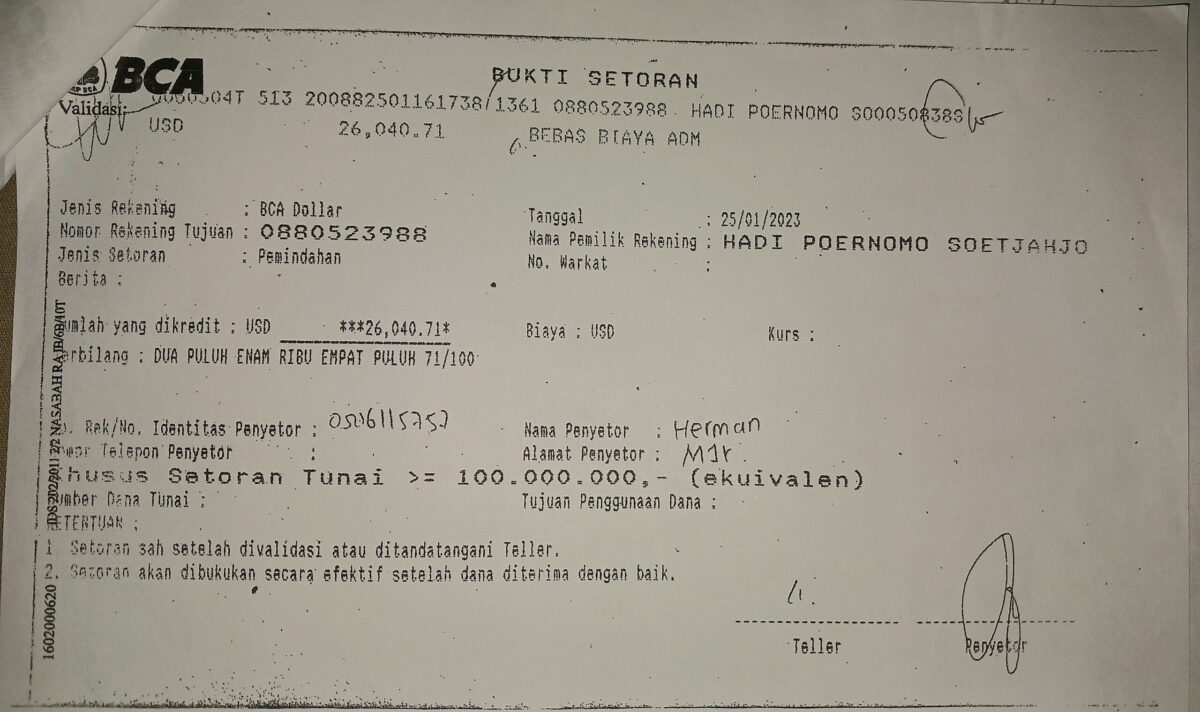 BCA
BUKTI SETORAN
Validasi:
513 200882501161738/1361 0880523988 HADI POERNOMO
USD 26,040.71 BEBAS BIAYA ADM
Jenis Rekening : BCA Dollar
Tanggal : 25/01/2023
Nomor Rekening Tujuan : 0880523988
Nama Pemilik Rekening : HADI POERNOMO SOETJAHJO
Jenis Setoran : Pemindahan
No. Warkat :
Berita :
umlah yang dikredit : USD ***26,040.71*
Biaya : USD
Kurs :
erbilang : DUA PULUH ENAM RIBU EMPAT PULUH 71/100
Rek/No. Identitas Penyetor :
Nama Penyetor : Herman
Telepon Penyetor :
Alamat Penyetor :
husus Setoran Tunai >= 100.000.000,- (ekuivalen)
umber Dana Tunai :
Tujuan Penggunaan Dana :
KETERTUAN :
1. Setoran sah setelah divalidasi atau ditandatangani Teller.
2. Setoran akan dibukukan secara efektif setelah dana diterima dengan baik.
Teller
Penyetor
1602000620